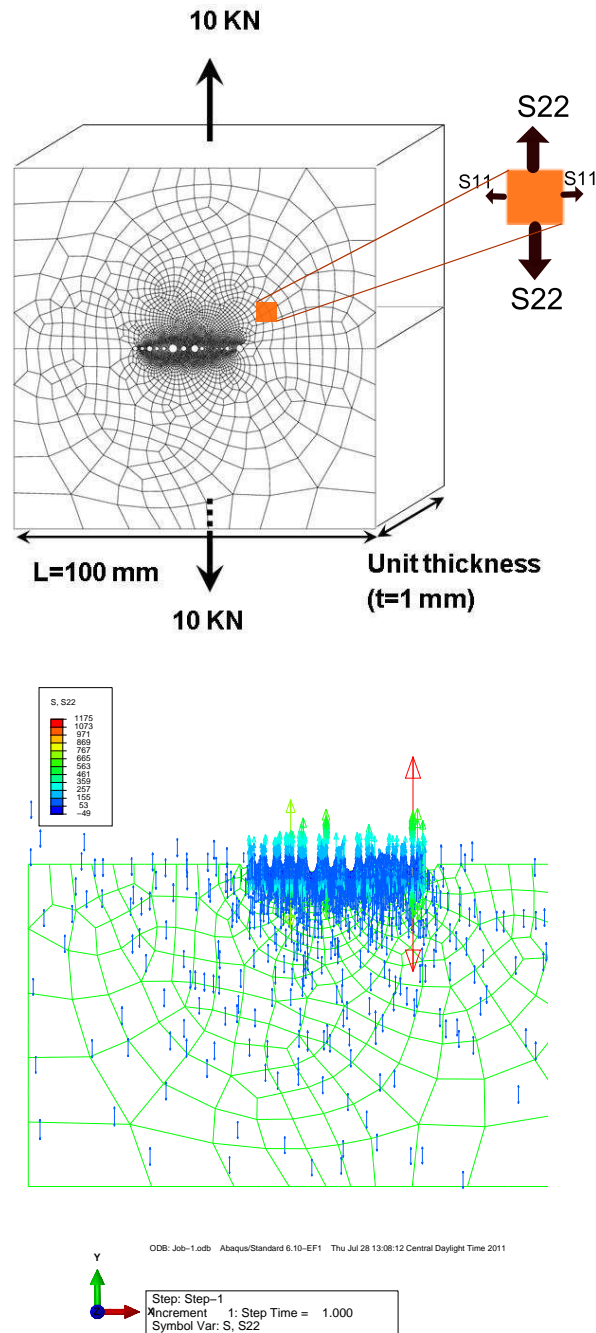 10 KN
S22
S11
S11
S22
L=100 mm
Unit thickness
(t=1 mm)
10 KN
S, S22
1175
1073
971
869
767
665
563
461
359
257
155
53
−49
ODB: Job−1.odb Abaqus/Standard 6.10−EF1 Thu Jul 28 13:08:12 Central Daylight Time 2011
Y
X
Step: Step−1
Increment 1: Step Time = 1.000
Symbol Var: S, S22